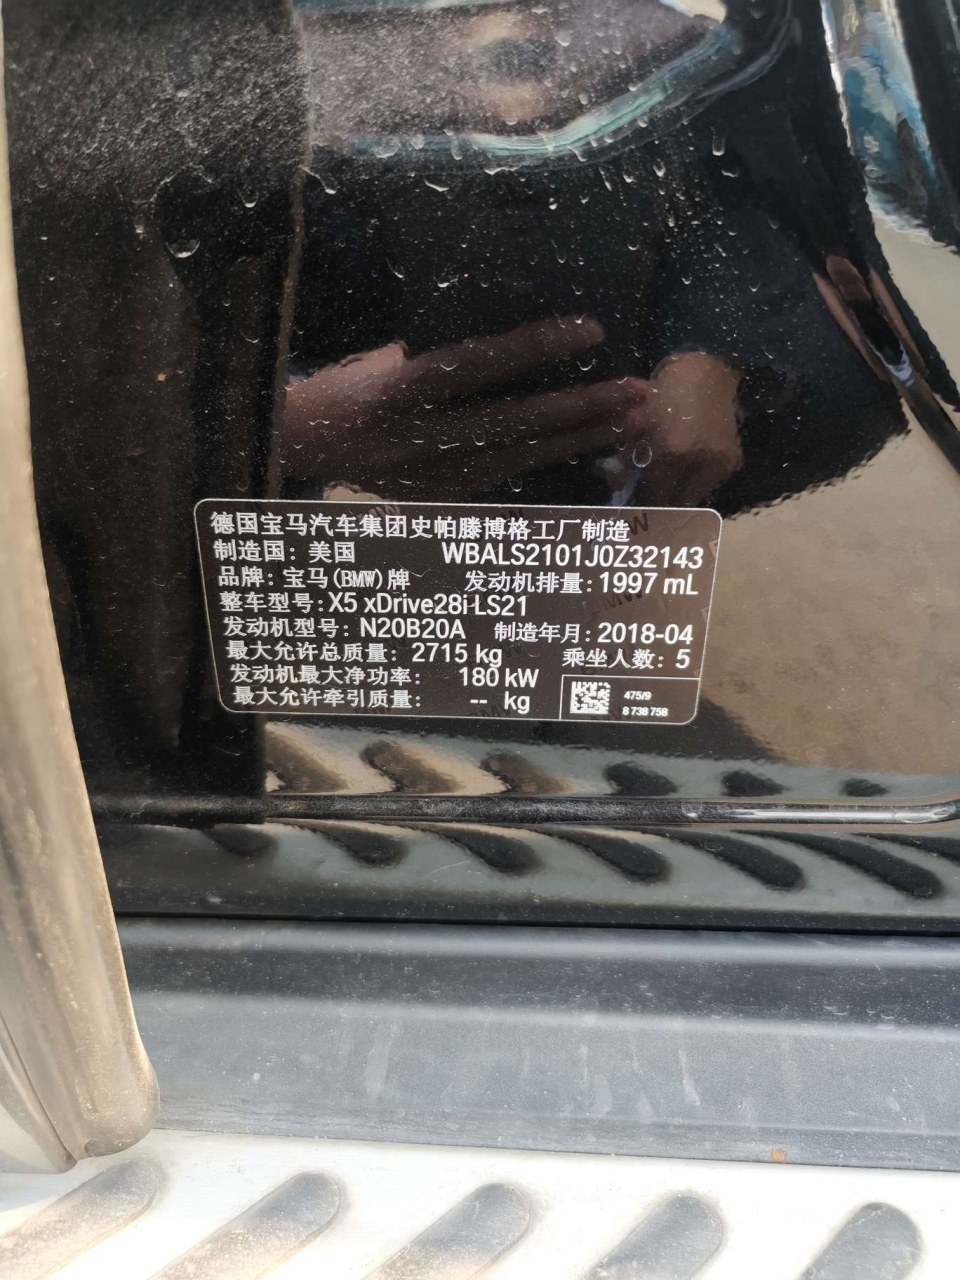 德国宝马汽车集团史帕滕博格工厂制造
制造国: 美国 WBALS2101J0Z32143
品牌: 宝马(BMW)牌 发动机排量: 1997 mL
整车型号: X5 xDrive28i LS21
发动机型号: N20B20A 制造年月: 2018-04
最大允许总质量: 2715 kg 乘坐人数: 5
发动机最大净功率: 180 kW
最大允许牵引质量: -- kg
475/9
8 738 758